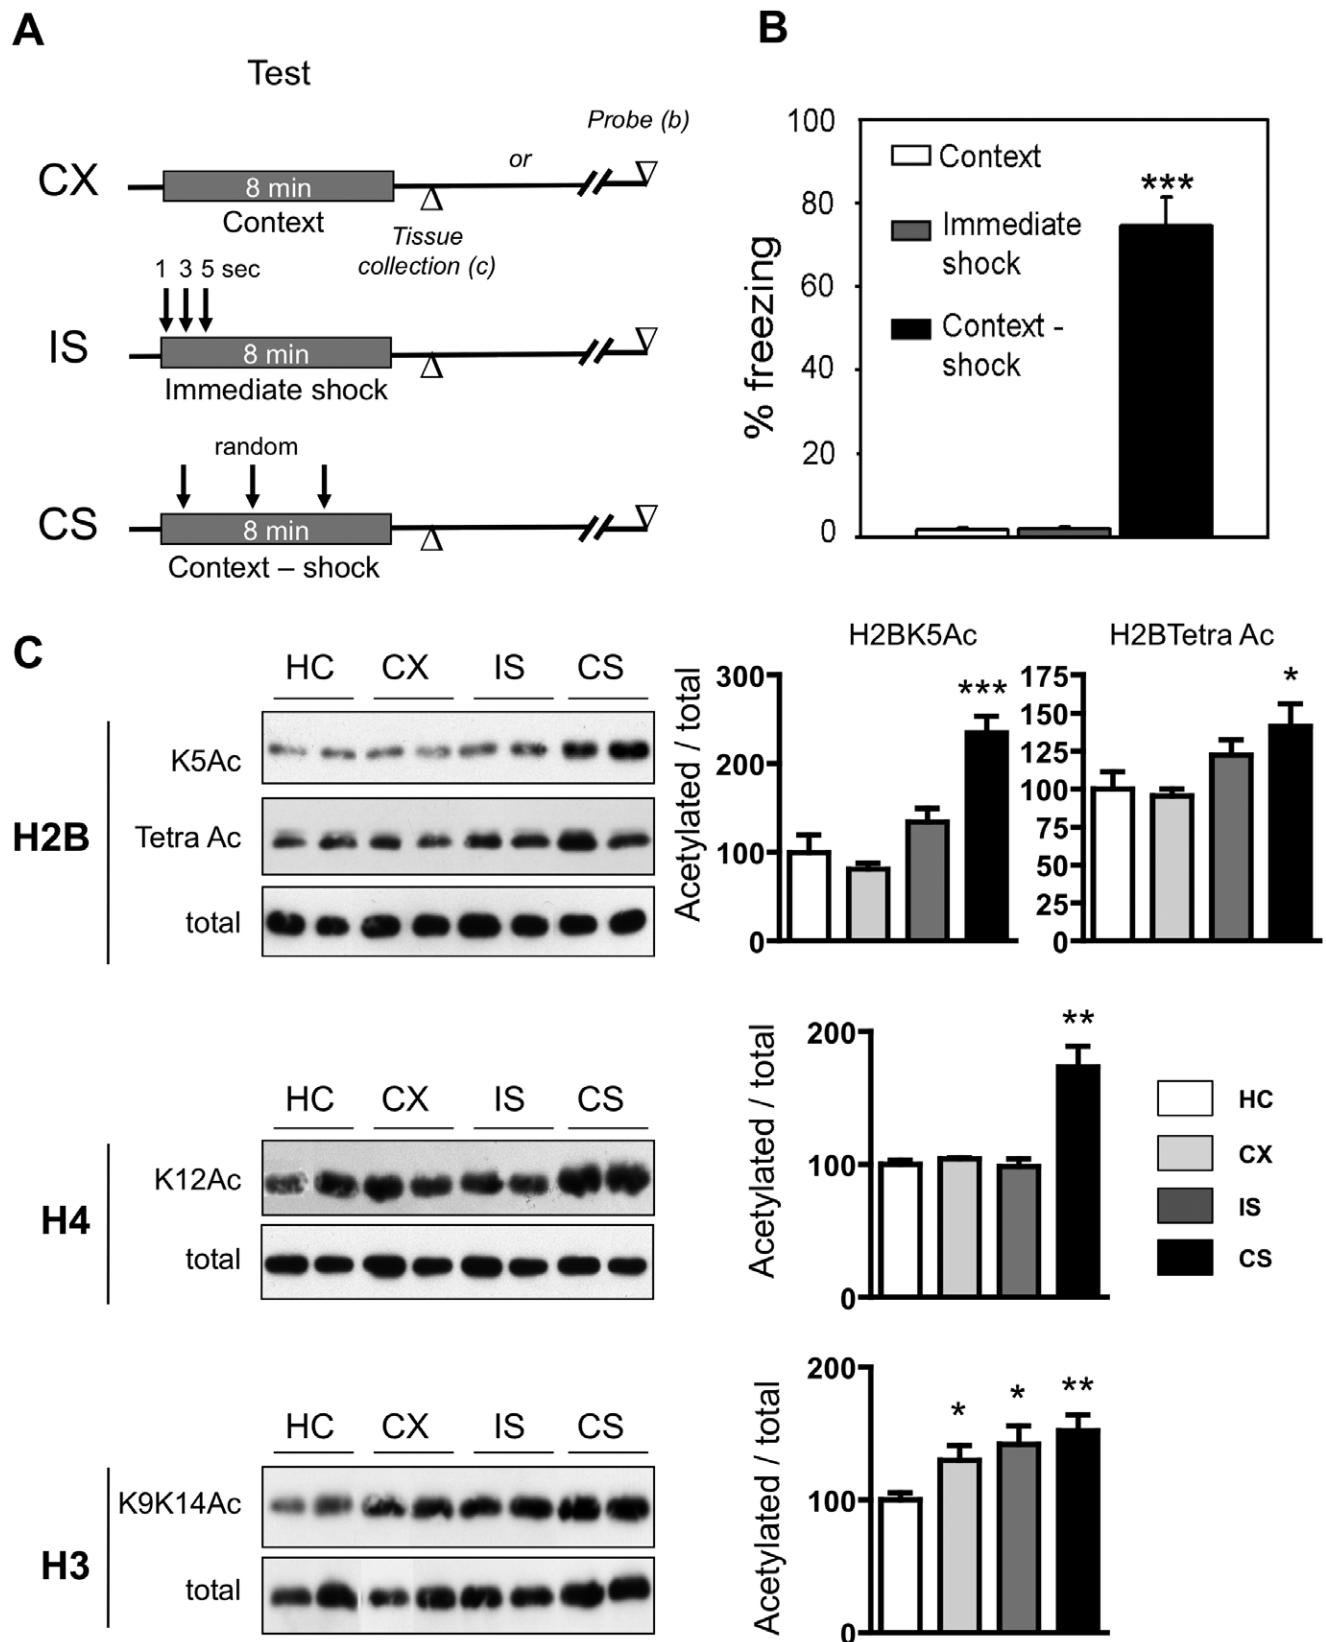 A
Test
Probe (b)
or
CX
8 min
Context
Tissue
collection (c)
1 3 5 sec
IS
8 min
Immediate shock
random
CS
8 min
Context – shock
B
% freezing
100
80
60
40
20
0
Context
Immediate
shock
Context -
shock
***
C
HC CX IS CS
H2B
K5Ac
Tetra Ac
total
H2BK5Ac
Acetylated / total
300
200
100
0
***
H2BTetra Ac
175
150
125
100
75
50
25
0
*
HC CX IS CS
H4
K12Ac
total
Acetylated / total
200
100
0
**
HC
CX
IS
CS
HC CX IS CS
H3
K9K14Ac
total
Acetylated / total
200
100
0
* * **